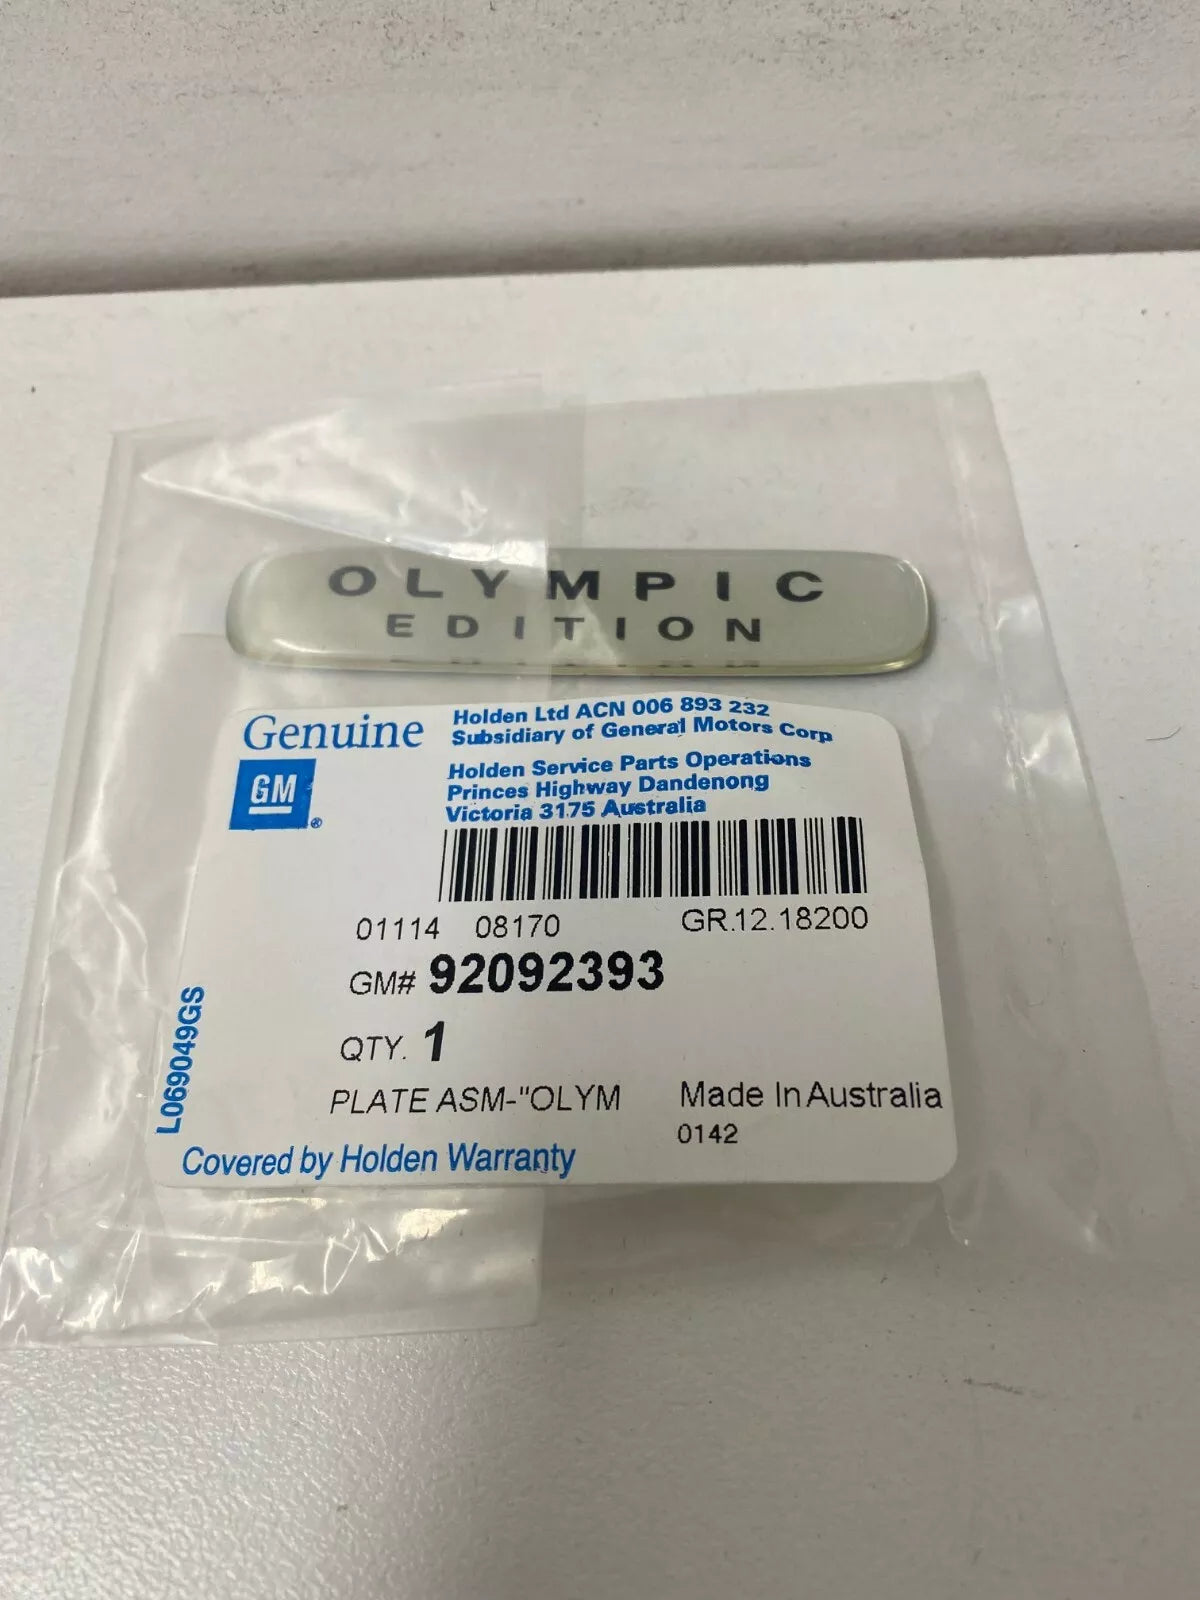 OLYMPIC
EDITION
Genuine
GM®
Holden Ltd ACN 006 893 232
Subsidiary of General Motors Corp
Holden Service Parts Operations
Princes Highway Dandenong
Victoria 3175 Australia
01114 08170 GR.12.18200
GM# 92092393
QTY. 1
PLATE ASM-"OLYM Made In Australia
0142
L069049GS
Covered by Holden Warranty